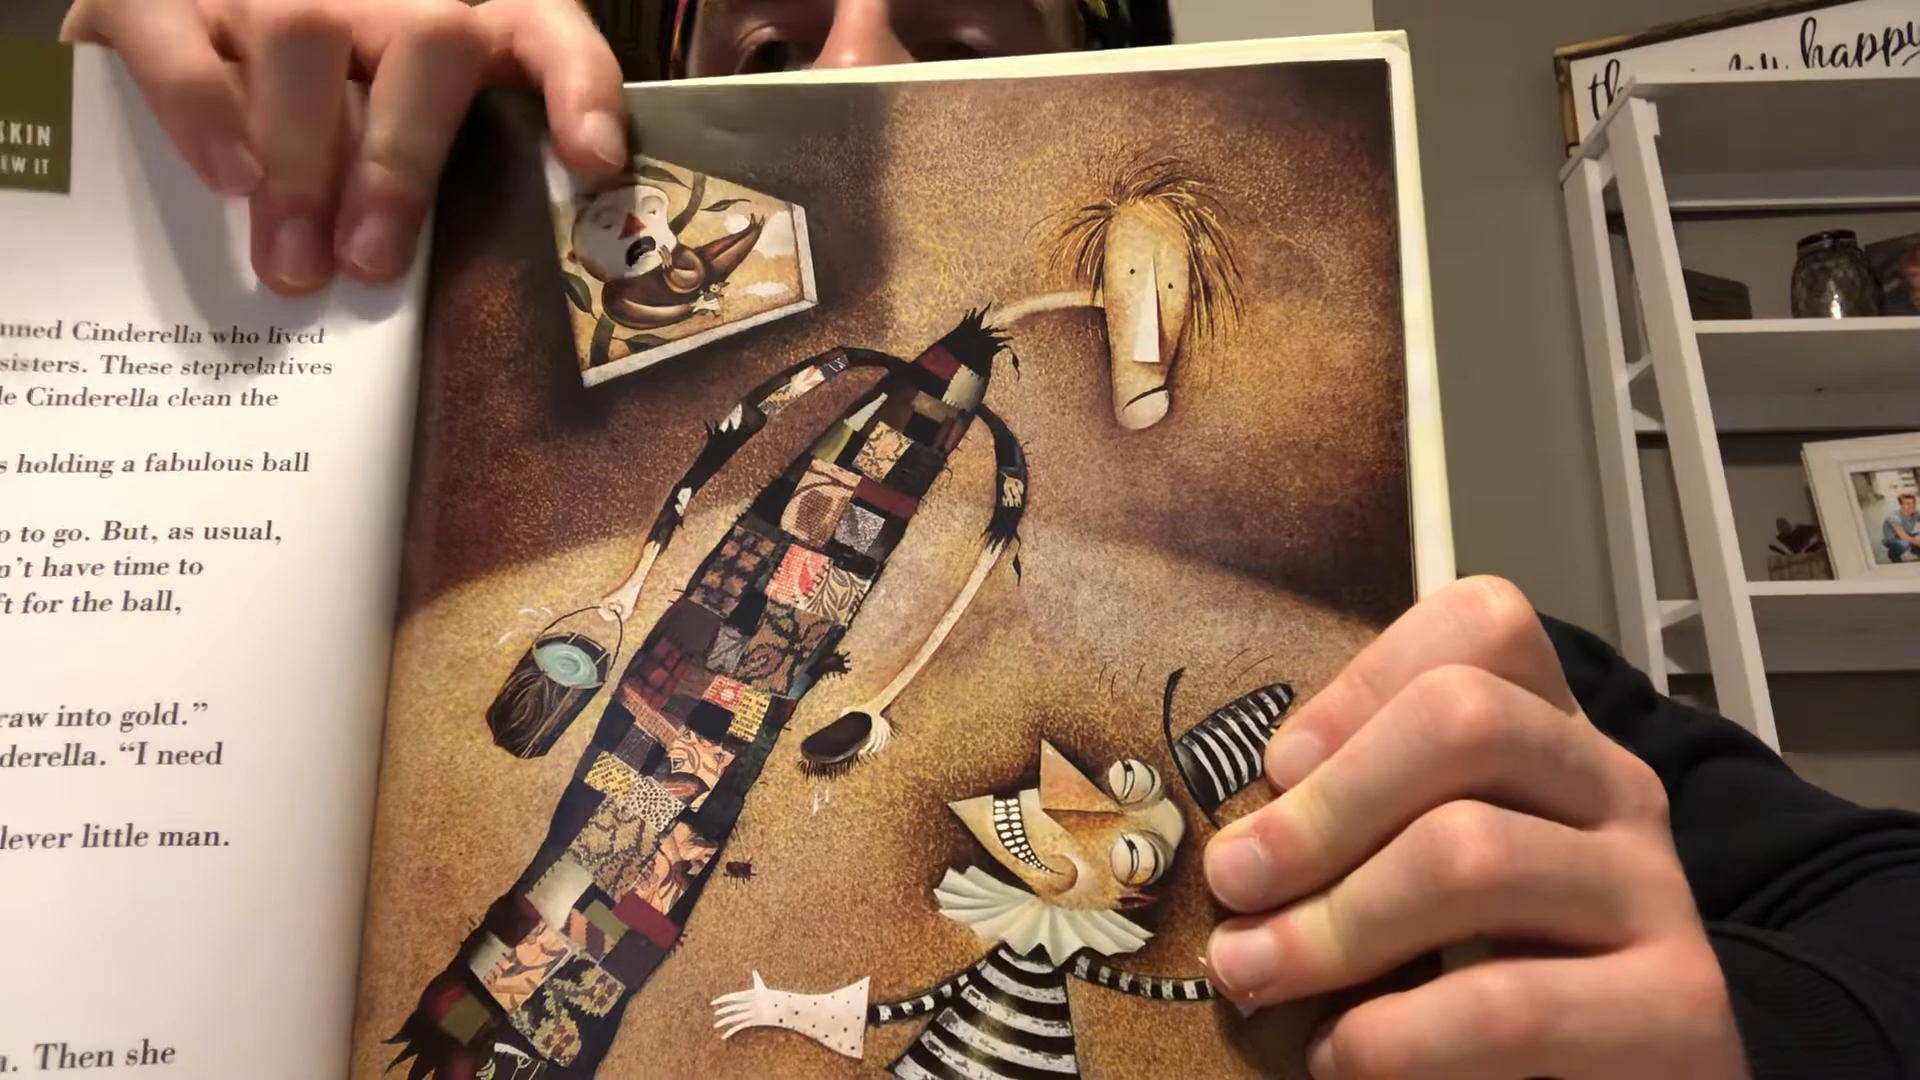 SKIN
EW IT
nned Cinderella who lived
sisters. These steprelatives
le Cinderella clean the
s holding a fabulous ball
o to go. But, as usual,
n't have time to
ft for the ball,
raw into gold.”
derella. “I need
lever little man.
a. Then she
happy